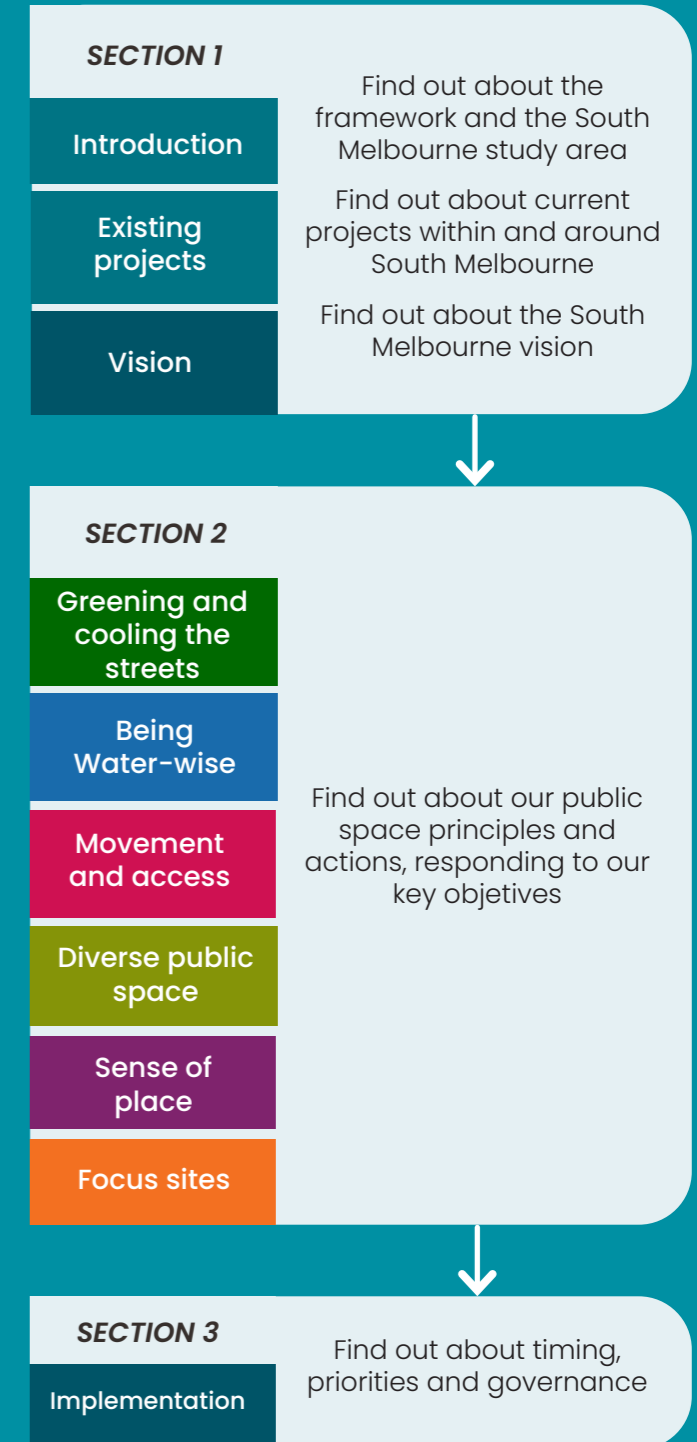 SECTION 1
Introduction
Find out about the
framework and the South
Melbourne study area
Existing
projects
Find out about current
projects within and around
South Melbourne
Vision
Find out about the South
Melbourne vision
SECTION 2
Greening and
cooling the
streets
Being
Water-wise
Movement
and access
Diverse public
space
Sense of
place
Focus sites
Find out about our public
space principles and
actions, responding to our
key objetives
SECTION 3
Implementation
Find out about timing,
priorities and governance